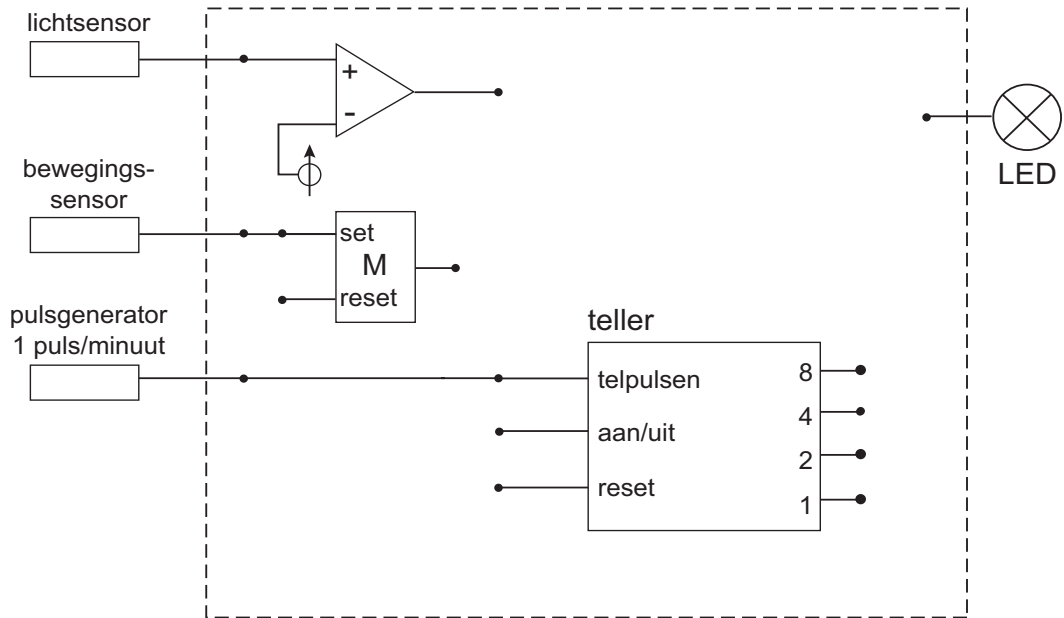 lichtsensor
+
-
LED
bewegings-
sensor
set
M
reset
pulsgenerator
1 puls/minuut
teller
telpulsen
8
aan/uit
4
2
reset
1